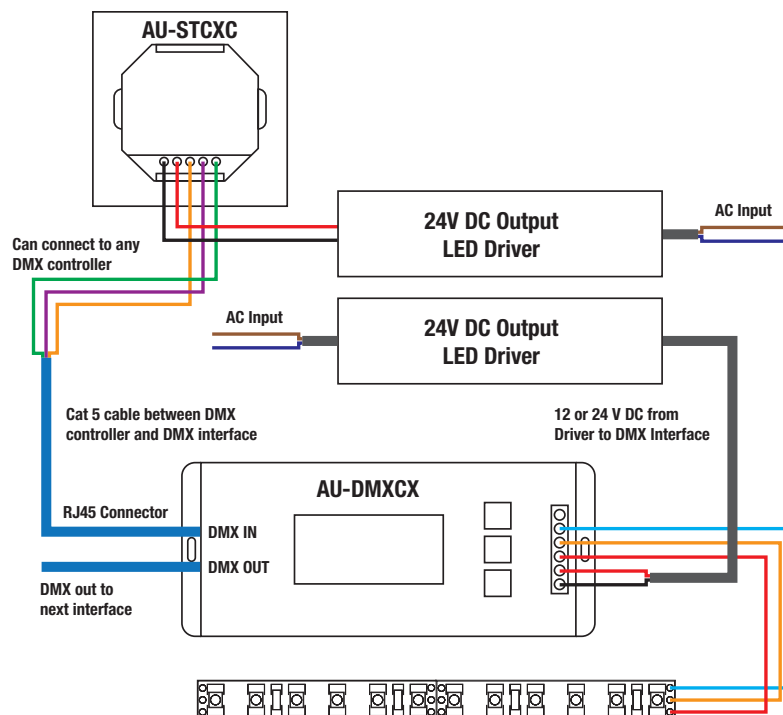 AU-STCXC
24V DC Output
LED Driver
AC Input
Can connect to any
DMX controller
AC Input
24V DC Output
LED Driver
Cat 5 cable between DMX
controller and DMX interface
12 or 24 V DC from
Driver to DMX Interface
AU-DMXCX
RJ45 Connector
DMX IN
DMX OUT
DMX out to
next interface